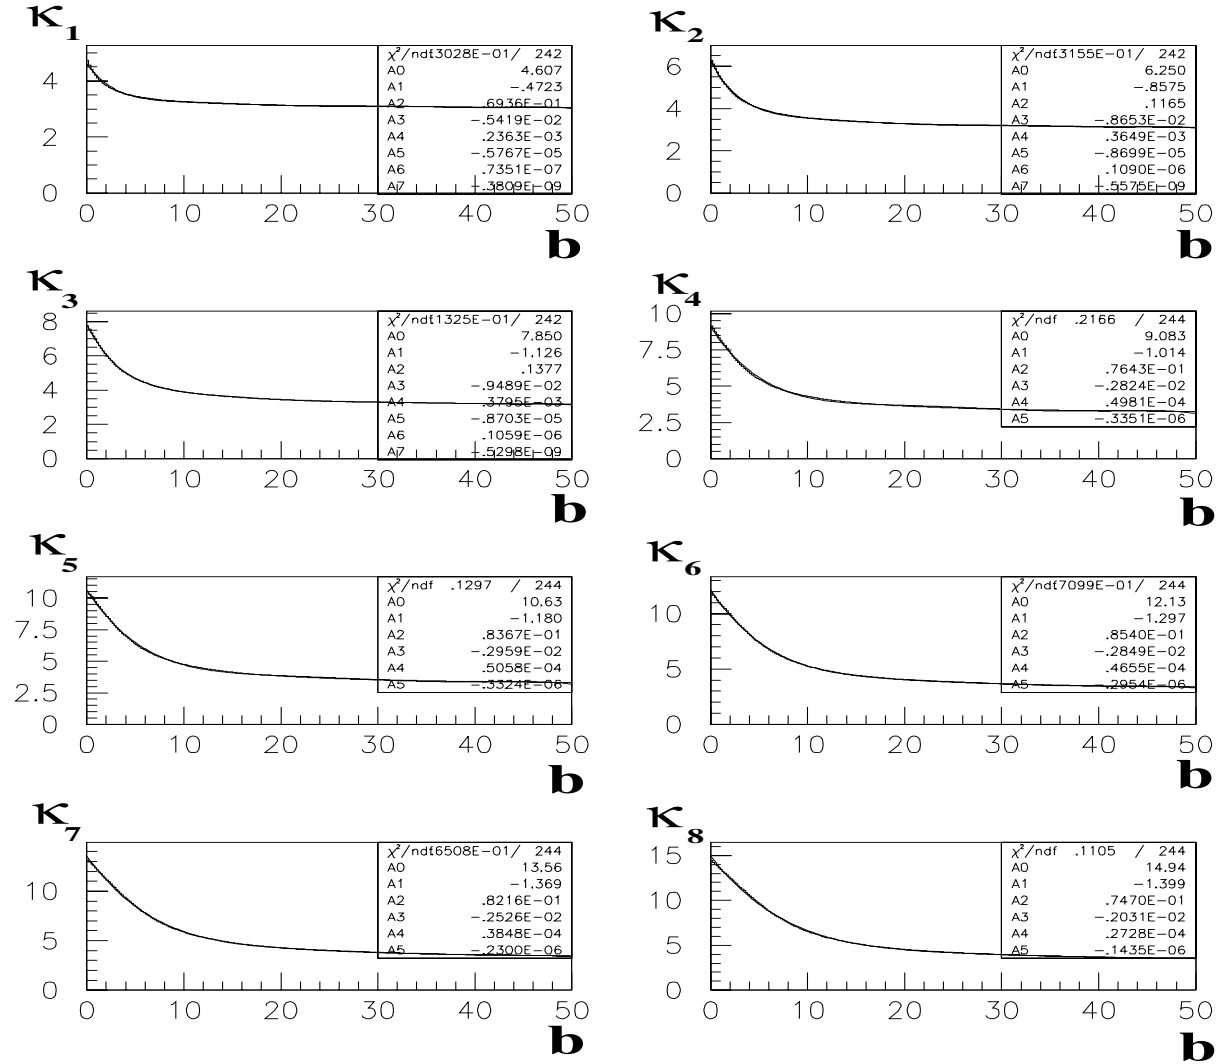 κ1
χ²/ndf.3028E-01/ 242
A0 4.607
A1 -.4723
A2 .6936E-01
A3 -.5419E-02
A4 .2363E-03
A5 -.5767E-05
A6 .7351E-07
A7 -.3809E-09
4
2
0
0 10 20 30 40 50
b
κ2
χ²/ndf.3155E-01/ 242
A0 6.250
A1 -.8575
A2 .1165
A3 -.8653E-02
A4 .3649E-03
A5 -.8699E-05
A6 .1090E-06
A7 -.5575E-09
6
4
2
0
0 10 20 30 40 50
b
κ3
χ²/ndf.1325E-01/ 242
A0 7.850
A1 -1.126
A2 .1377
A3 -.9489E-02
A4 .3795E-03
A5 -.8703E-05
A6 .1059E-06
A7 -.5298E-09
8
6
4
2
0
0 10 20 30 40 50
b
κ4
χ²/ndf .2166 / 244
A0 9.083
A1 -1.014
A2 .7643E-01
A3 -.2824E-02
A4 .4981E-04
A5 -.3351E-06
10
7.5
5
2.5
0
0 10 20 30 40 50
b
κ5
χ²/ndf .1297 / 244
A0 10.63
A1 -1.180
A2 .8367E-01
A3 -.2959E-02
A4 .5058E-04
A5 -.3324E-06
10
7.5
5
2.5
0
0 10 20 30 40 50
b
κ6
χ²/ndf.7099E-01/ 244
A0 12.13
A1 -1.297
A2 .8540E-01
A3 -.2849E-02
A4 .4655E-04
A5 -.2954E-06
10
5
0
0 10 20 30 40 50
b
κ7
χ²/ndf.6508E-01/ 244
A0 13.56
A1 -1.369
A2 .8216E-01
A3 -.2526E-02
A4 .3848E-04
A5 -.2300E-06
10
5
0
0 10 20 30 40 50
b
κ8
χ²/ndf .1105 / 244
A0 14.94
A1 -1.399
A2 .7470E-01
A3 -.2031E-02
A4 .2728E-04
A5 -.1435E-06
15
10
5
0
0 10 20 30 40 50
b